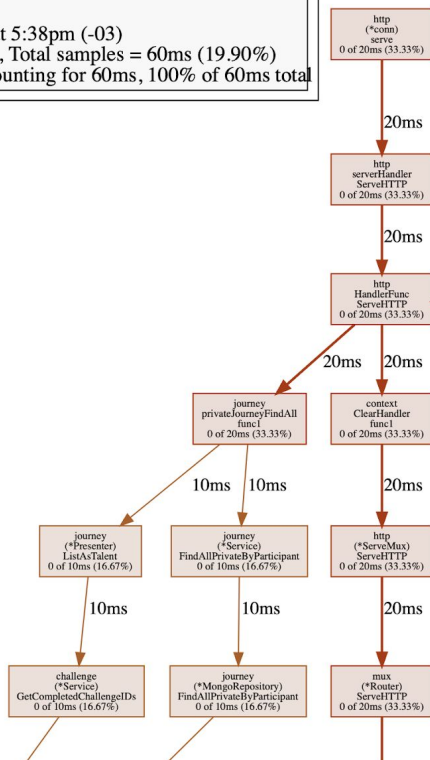 t 5:38pm (-03)
, Total samples = 60ms (19.90%)
ounting for 60ms, 100% of 60ms total
http
(*conn)
serve
0 of 20ms (33.33%)
20ms
http
serverHandler
ServeHTTP
0 of 20ms (33.33%)
20ms
http
HandlerFunc
ServeHTTP
0 of 20ms (33.33%)
20ms
20ms
journey
privateJourneyFindAll
func1
0 of 20ms (33.33%)
context
ClearHandler
func1
0 of 20ms (33.33%)
10ms
10ms
20ms
journey
(*Presenter)
ListAsTalent
0 of 10ms (16.67%)
journey
(*Service)
FindAllPrivateByParticipant
0 of 10ms (16.67%)
http
(*ServeMux)
ServeHTTP
0 of 20ms (33.33%)
10ms
10ms
20ms
challenge
(*Service)
GetCompletedChallengeIDs
0 of 10ms (16.67%)
journey
(*MongoRepository)
FindAllPrivateByParticipant
0 of 10ms (16.67%)
mux
(*Router)
ServeHTTP
0 of 20ms (33.33%)